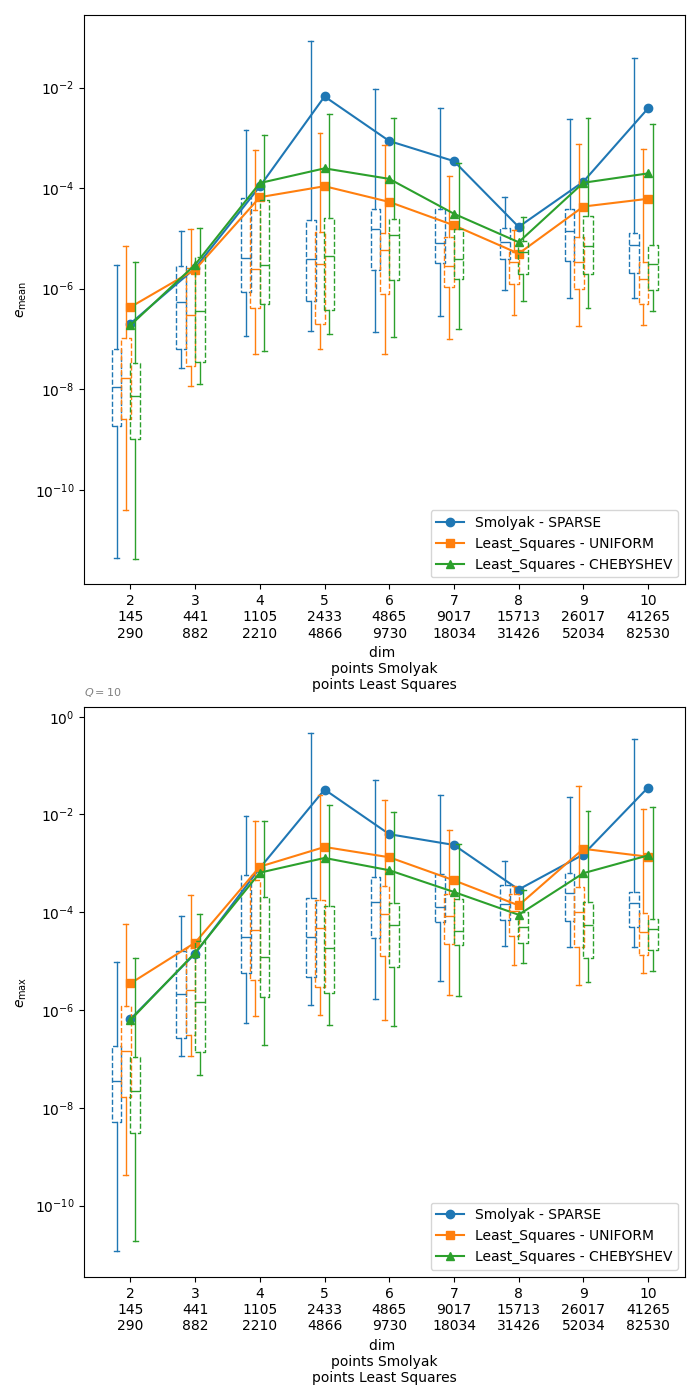 10^{-2}
10^{-4}
10^{-6}
10^{-8}
10^{-10}
e_{mean}
Smolyak - SPARSE
Least_Squares - UNIFORM
Least_Squares - CHEBYSHEV
2 3 4 5 6 7 8 9 10
145 441 1105 2433 4865 9017 15713 26017 41265
290 882 2210 4866 9730 18034 31426 52034 82530
dim
points Smolyak
points Least Squares
Q = 10
10^{0}
10^{-2}
10^{-4}
10^{-6}
10^{-8}
10^{-10}
e_{max}
Smolyak - SPARSE
Least_Squares - UNIFORM
Least_Squares - CHEBYSHEV
2 3 4 5 6 7 8 9 10
145 441 1105 2433 4865 9017 15713 26017 41265
290 882 2210 4866 9730 18034 31426 52034 82530
dim
points Smolyak
points Least Squares